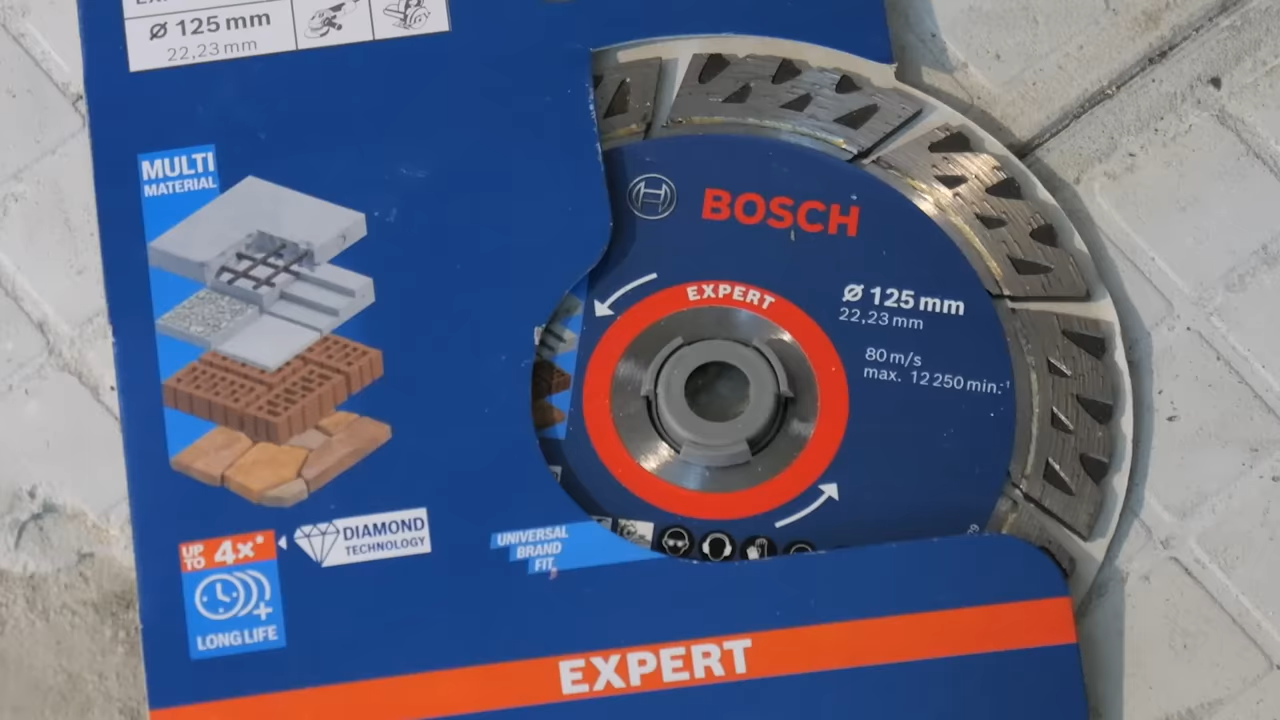 Ø 125 mm
22,23 mm
MULTI
MATERIAL
BOSCH
EXPERT
Ø 125 mm
22,23 mm
80 m/s
max. 12 250 min.⁻¹
UP
TO 4x*
LONG LIFE
DIAMOND
TECHNOLOGY
UNIVERSAL
BRAND
FIT
EXPERT